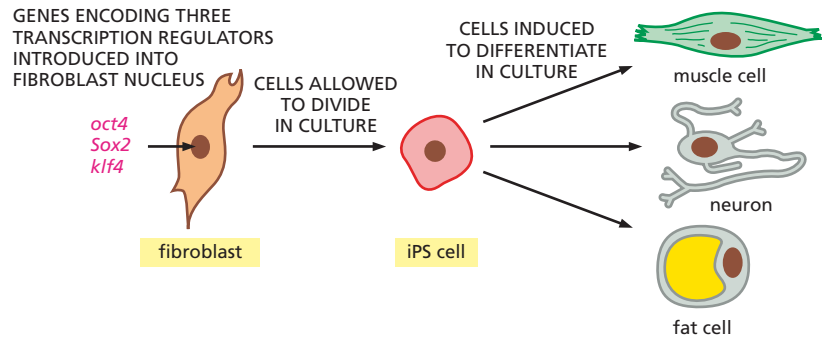 GENES ENCODING THREE
TRANSCRIPTION REGULATORS
INTRODUCED INTO
FIBROBLAST NUCLEUS
oct4
Sox2
klf4
CELLS ALLOWED
TO DIVIDE
IN CULTURE
CELLS INDUCED
TO DIFFERENTIATE
IN CULTURE
fibroblast
iPS cell
muscle cell
neuron
fat cell